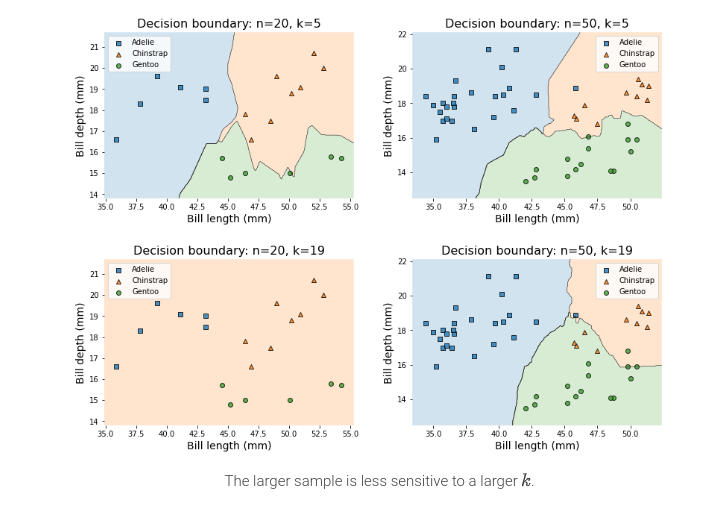 Decision boundary: n=20, k=5
Adelie
Chinstrap
Gentoo
Bill depth (mm)
21
20
19
18
17
16
15
14
35.0 37.5 40.0 42.5 45.0 47.5 50.0 52.5 55.0
Bill length (mm)
Decision boundary: n=50, k=5
Adelie
Chinstrap
Gentoo
Bill depth (mm)
22
20
18
16
14
35.0 37.5 40.0 42.5 45.0 47.5 50.0
Bill length (mm)
Decision boundary: n=20, k=19
Adelie
Chinstrap
Gentoo
Bill depth (mm)
21
20
19
18
17
16
15
14
35.0 37.5 40.0 42.5 45.0 47.5 50.0 52.5 55.0
Bill length (mm)
Decision boundary: n=50, k=19
Adelie
Chinstrap
Gentoo
Bill depth (mm)
22
20
18
16
14
35.0 37.5 40.0 42.5 45.0 47.5 50.0
Bill length (mm)
The larger sample is less sensitive to a larger k.